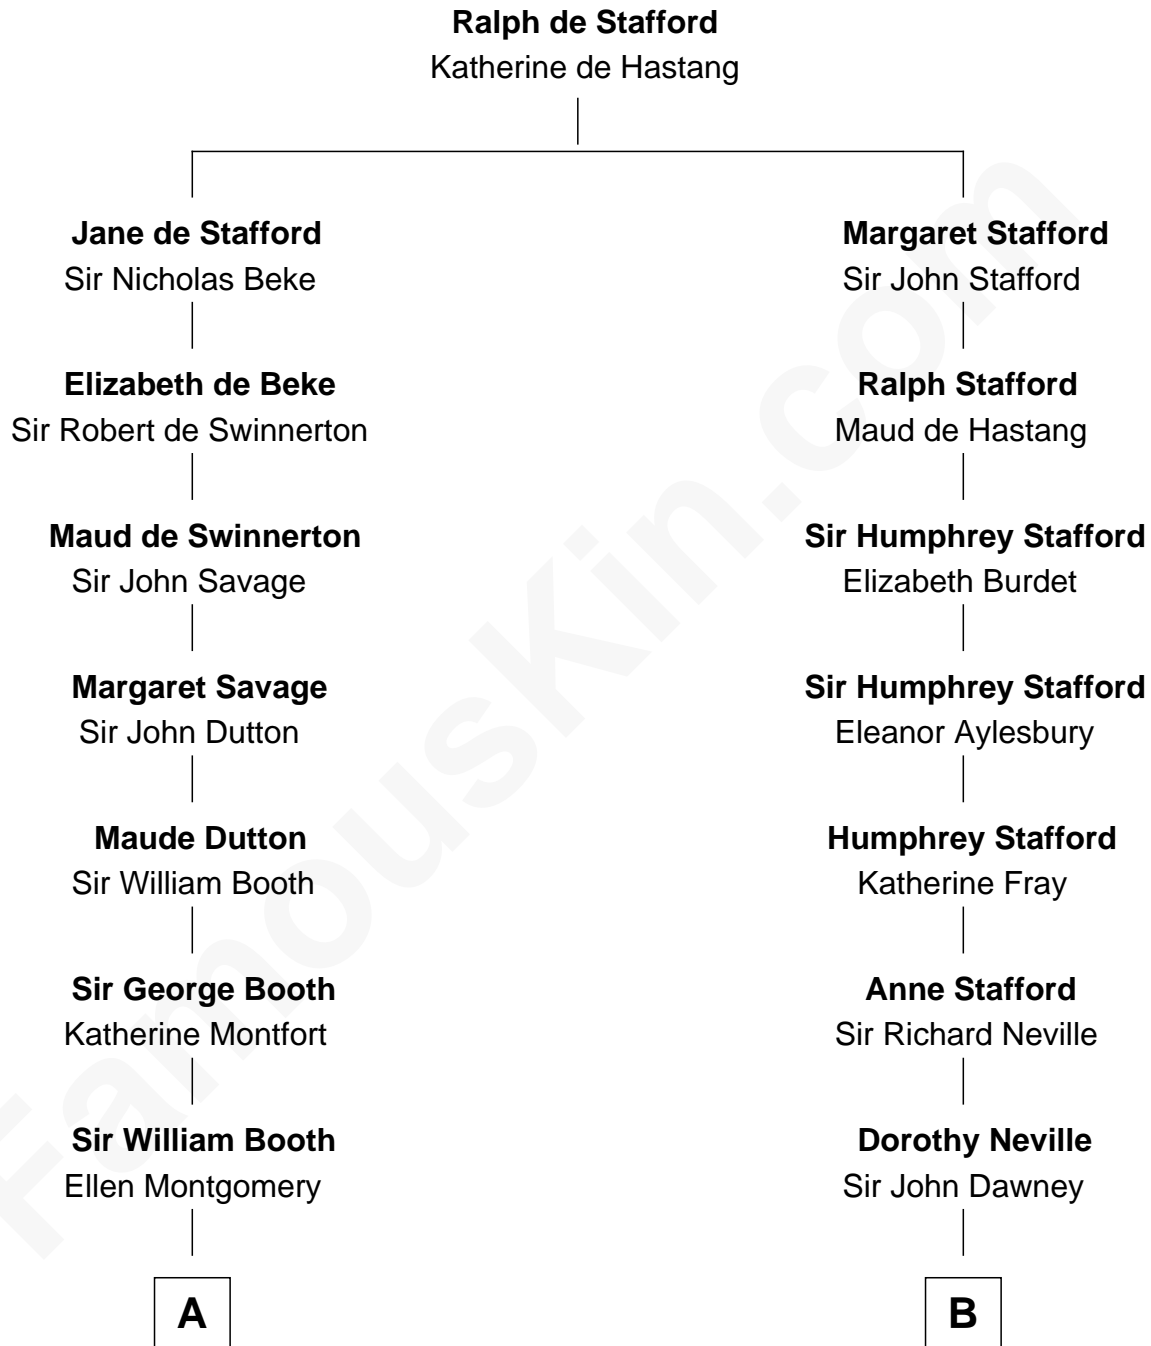 Ralph de Stafford
Katherine de Hastang
Jane de Stafford
Sir Nicholas Beke
Margaret Stafford
Sir John Stafford
Elizabeth de Beke
Sir Robert de Swinnerton
Ralph Stafford
Maud de Hastang
Maud de Swinnerton
Sir John Savage
Sir Humphrey Stafford
Elizabeth Burdet
Margaret Savage
Sir John Dutton
Sir Humphrey Stafford
Eleanor Aylesbury
Maude Dutton
Sir William Booth
Humphrey Stafford
Katherine Fray
Sir George Booth
Katherine Montfort
Anne Stafford
Sir Richard Neville
Sir William Booth
Ellen Montgomery
Dorothy Neville
Sir John Dawney
A
B
FamousKin.com